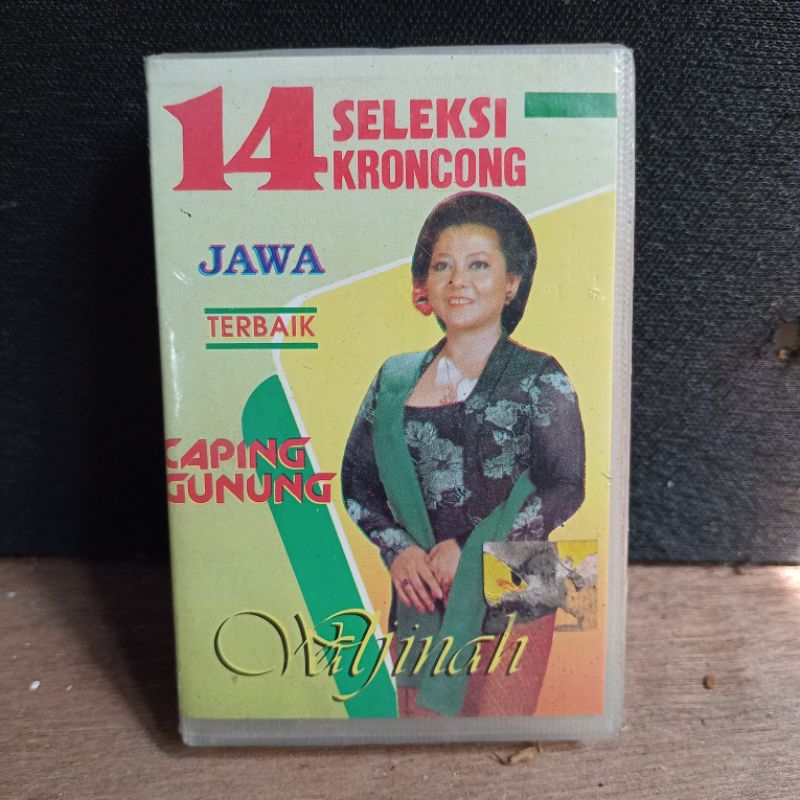 14 SELEKSI
KRONCONG
JAWA
TERBAIK
CAPING
GUNUNG
Waljinah